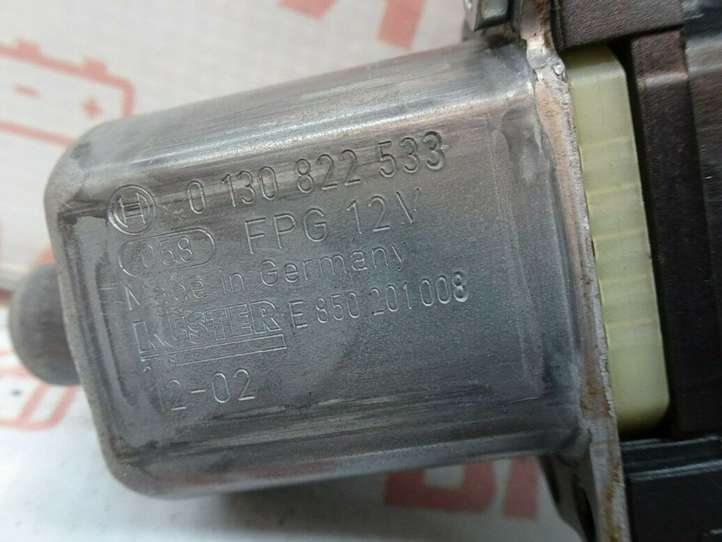 0 130 822 533
058 FPG 12V
Made in Germany
KÜSTER E 850 201 008
12-02